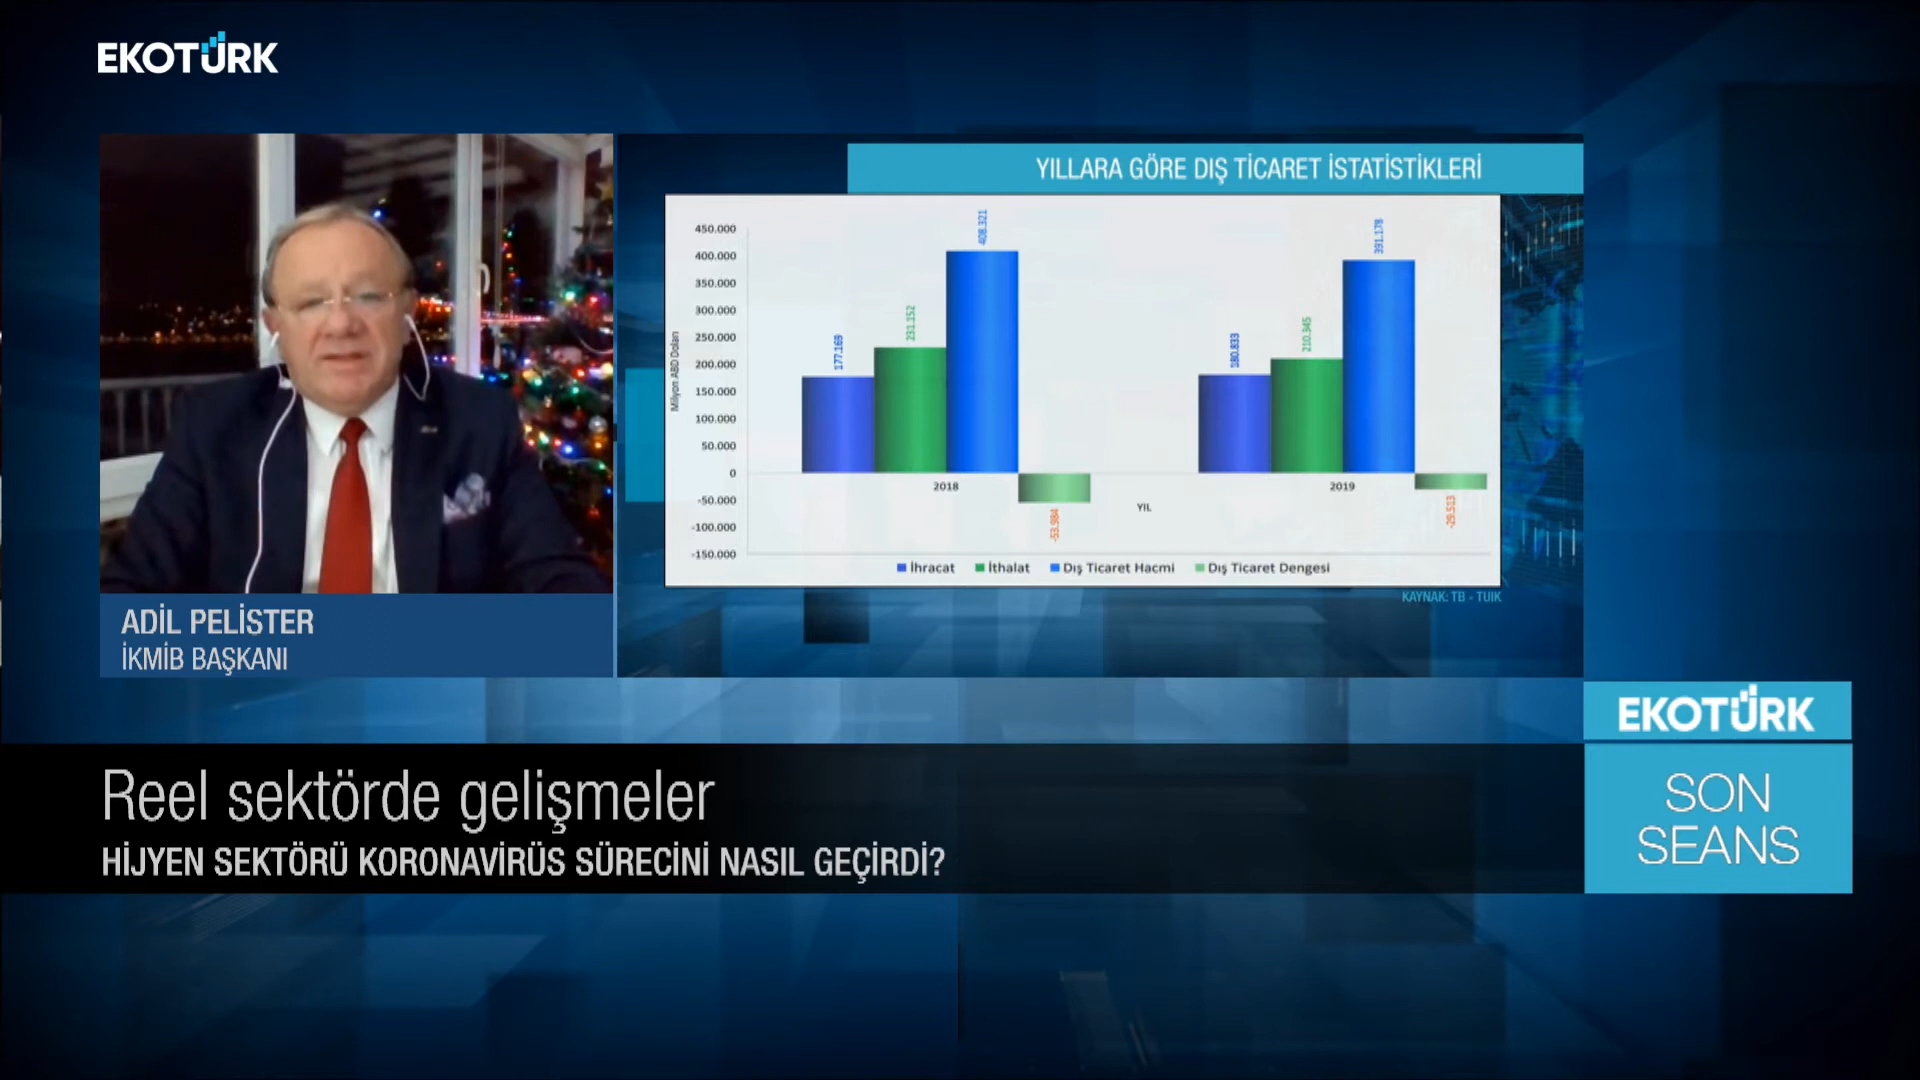 EKOTÜRK
YILLARA GÖRE DIŞ TİCARET İSTATİSTİKLERİ
Milyon ABD Doları
450.000
400.000
350.000
300.000
250.000
200.000
150.000
100.000
50.000
0
-50.000
-100.000
-150.000
177.169
231.152
408.321
-53.984
180.833
210.345
391.178
-29.513
2018
2019
YIL
İhracat
İthalat
Dış Ticaret Hacmi
Dış Ticaret Dengesi
KAYNAK: TB - TUIK
ADİL PELİSTER
İKMİB BAŞKANI
EKOTÜRK
SON
SEANS
Reel sektörde gelişmeler
HİJYEN SEKTÖRÜ KORONAVİRÜS SÜRECİNİ NASIL GEÇİRDİ?